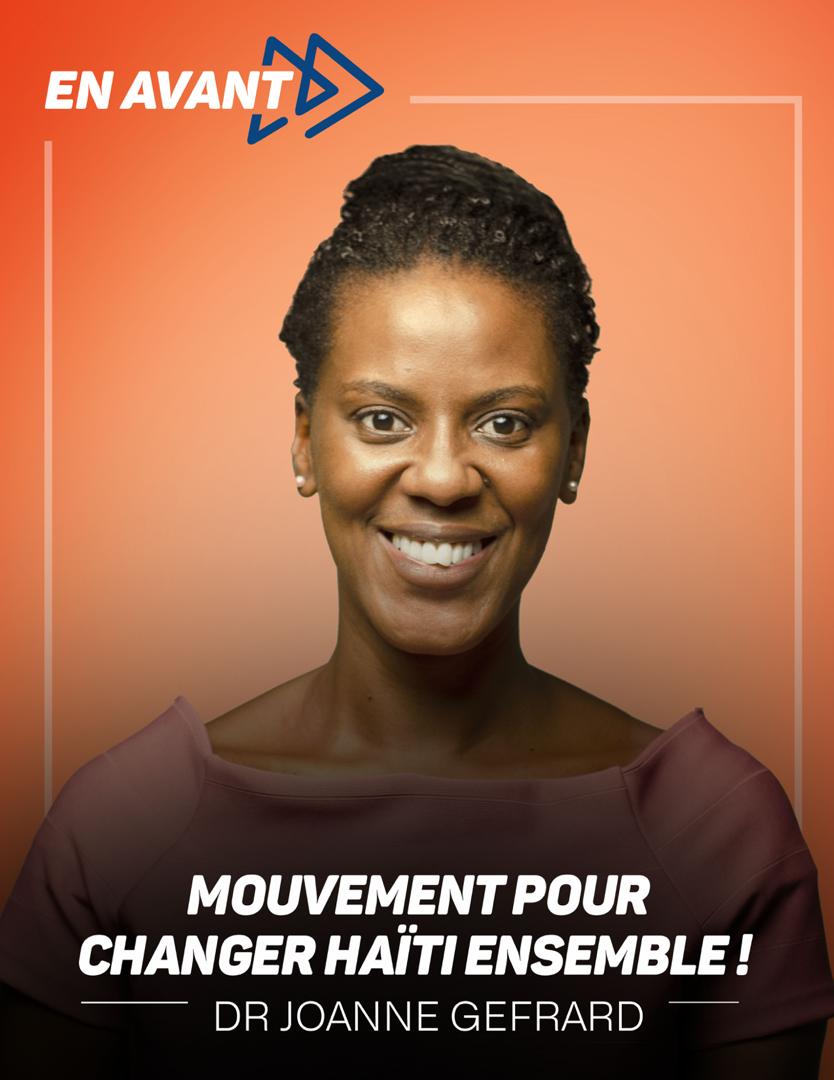 EN AVANT
MOUVEMENT POUR
CHANGER HAÏTI ENSEMBLE !
DR JOANNE GEFRARD